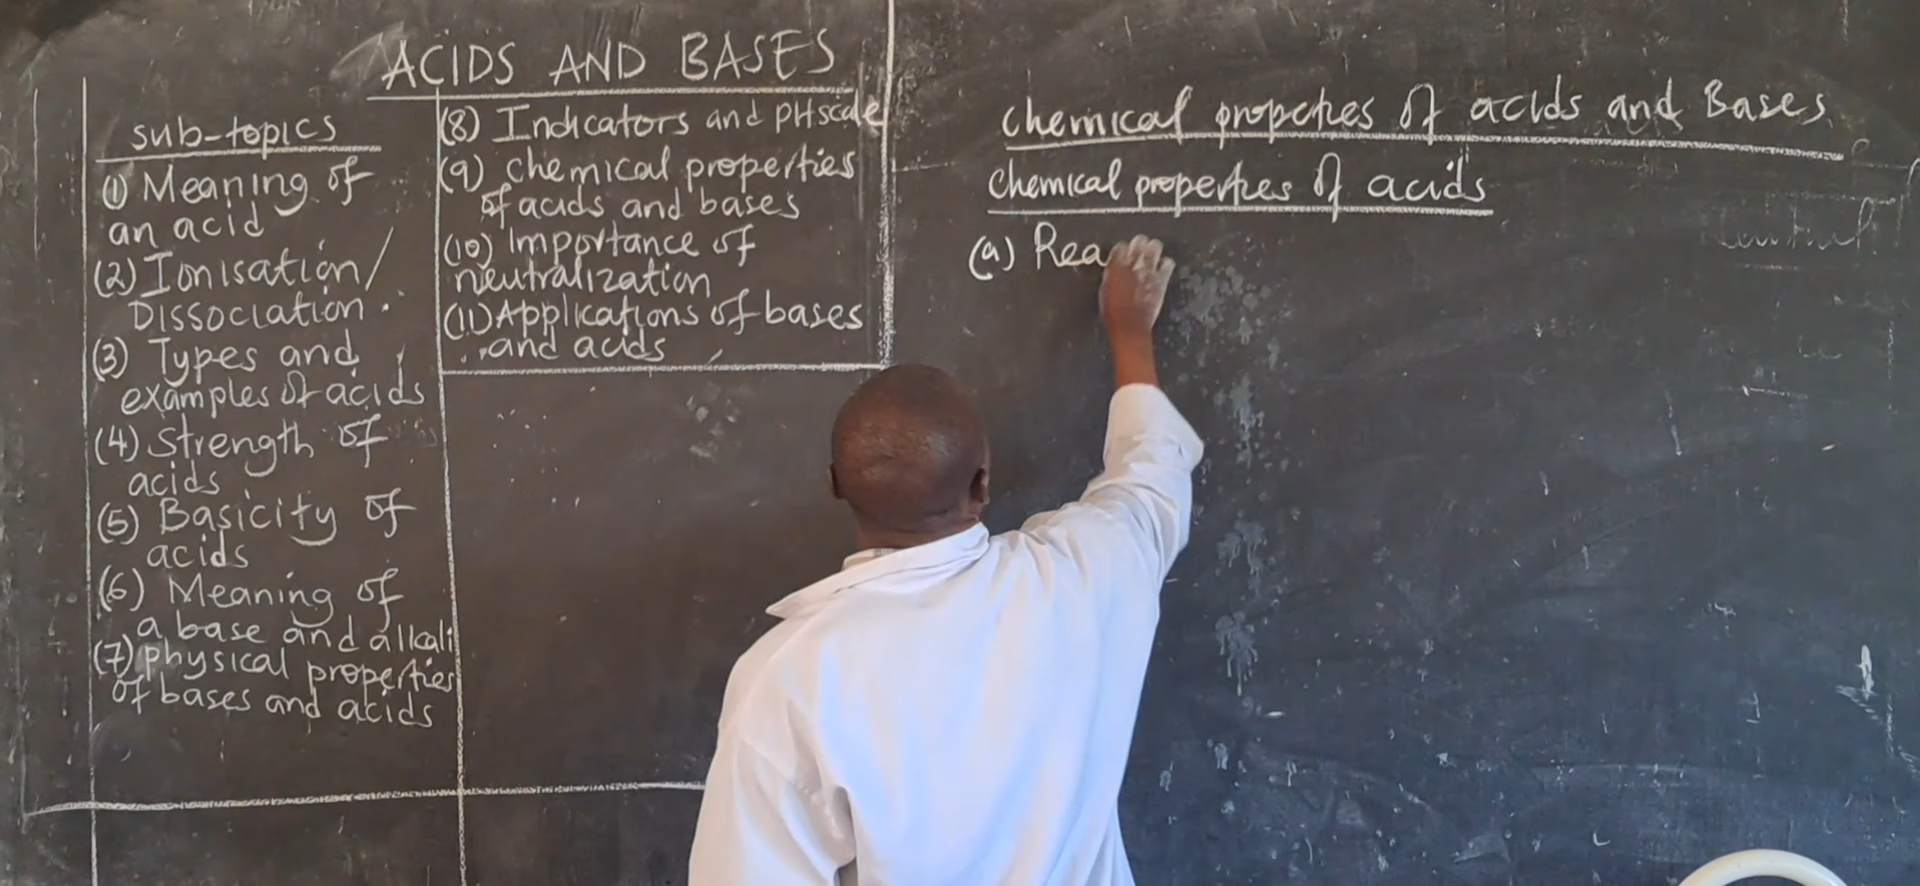 ACIDS AND BASES
sub-topics
(1) Meaning of
an acid
(2) Ionisation/
Dissociation.
(3) Types and
examples of acids
(4) Strength of
acids
(5) Basicity of
acids
(6) Meaning of
a base and alkali
(7) physical properties
of bases and acids
(8) Indicators and PH scale
(9) chemical properties
of acids and bases
(10) Importance of
neutralization
(11) Applications of bases
and acids
chemical properties of acids and Bases
chemical properties of acids
(a) Rea